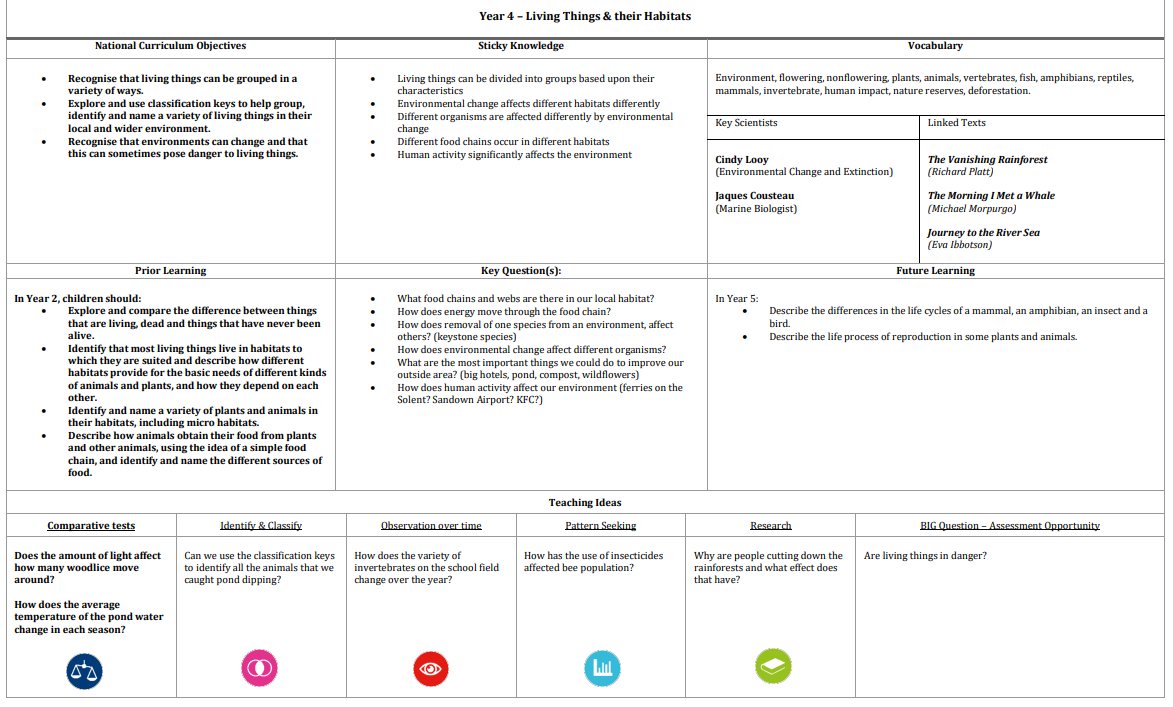 Year 4 – Living Things & their Habitats
National Curriculum Objectives
Sticky Knowledge
Vocabulary
• Recognise that living things can be grouped in a
variety of ways.
• Explore and use classification keys to help group,
identify and name a variety of living things in their
local and wider environment.
• Recognise that environments can change and that
this can sometimes pose danger to living things.
• Living things can be divided into groups based upon their
characteristics
• Environmental change affects different habitats differently
• Different organisms are affected differently by environmental
change
• Different food chains occur in different habitats
• Human activity significantly affects the environment
Environment, flowering, nonflowering, plants, animals, vertebrates, fish, amphibians, reptiles,
mammals, invertebrate, human impact, nature reserves, deforestation.
Key Scientists
Linked Texts
Cindy Looy
(Environmental Change and Extinction)
Jaques Cousteau
(Marine Biologist)
The Vanishing Rainforest
(Richard Platt)
The Morning I Met a Whale
(Michael Morpurgo)
Journey to the River Sea
(Eva Ibbotson)
Prior Learning
Key Question(s):
Future Learning
In Year 2, children should:
• Explore and compare the difference between things
that are living, dead and things that have never been
alive.
• Identify that most living things live in habitats to
which they are suited and describe how different
habitats provide for the basic needs of different kinds
of animals and plants, and how they depend on each
other.
• Identify and name a variety of plants and animals in
their habitats, including micro habitats.
• Describe how animals obtain their food from plants
and other animals, using the idea of a simple food
chain, and identify and name the different sources of
food.
• What food chains and webs are there in our local habitat?
• How does energy move through the food chain?
• How does removal of one species from an environment, affect
others? (keystone species)
• How does environmental change affect different organisms?
• What are the most important things we could do to improve our
outside area? (big hotels, pond, compost, wildflowers)
• How does human activity affect our environment (ferries on the
Solent? Sandown Airport? KFC?)
In Year 5:
• Describe the differences in the life cycles of a mammal, an amphibian, an insect and a
bird.
• Describe the life process of reproduction in some plants and animals.
Teaching Ideas
Comparative tests
Identify & Classify
Observation over time
Pattern Seeking
Research
BIG Question – Assessment Opportunity
Does the amount of light affect
how many woodlice move
around?
How does the average
temperature of the pond water
change in each season?
Can we use the classification keys
to identify all the animals that we
caught pond dipping?
How does the variety of
invertebrates on the school field
change over the year?
How has the use of insecticides
affected bee population?
Why are people cutting down the
rainforests and what effect does
that have?
Are living things in danger?